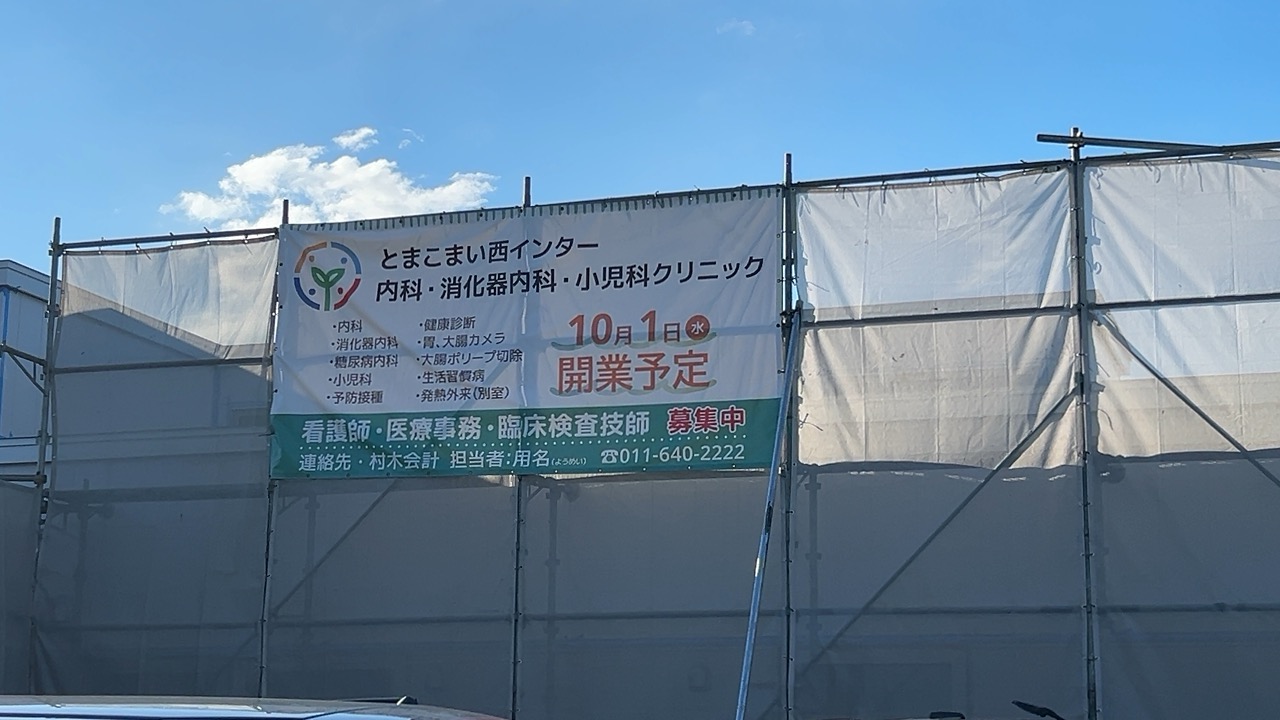 とまこまい西インター
内科・消化器内科・小児科クリニック
・内科
・消化器内科
・糖尿病内科
・小児科
・予防接種
・健康診断
・胃、大腸カメラ
・大腸ポリープ切除
・生活習慣病
・発熱外来(別室)
10月1日水
開業予定
看護師・医療事務・臨床検査技師 募集中
連絡先・村木会計 担当者:用名(ようめい) ☎011-640-2222